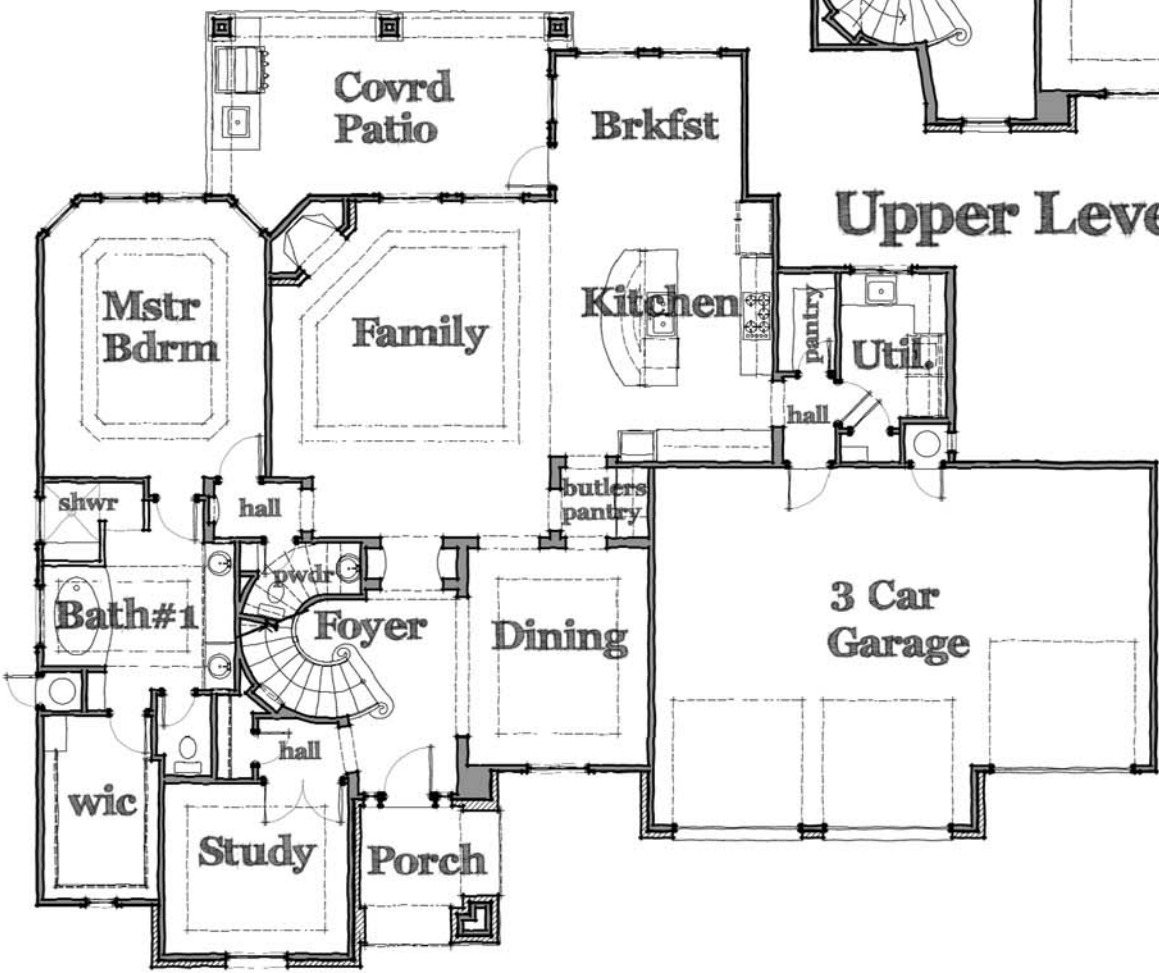 Covrd
Patio
Brkfst
Upper Leve
Mstr
Bdrm
Family
Kitchen
pantry
Util.
hall
shwr
hall
butlers
pantry
pwdr
Bath#1
Foyer
Dining
3 Car
Garage
hall
wic
Study
Porch